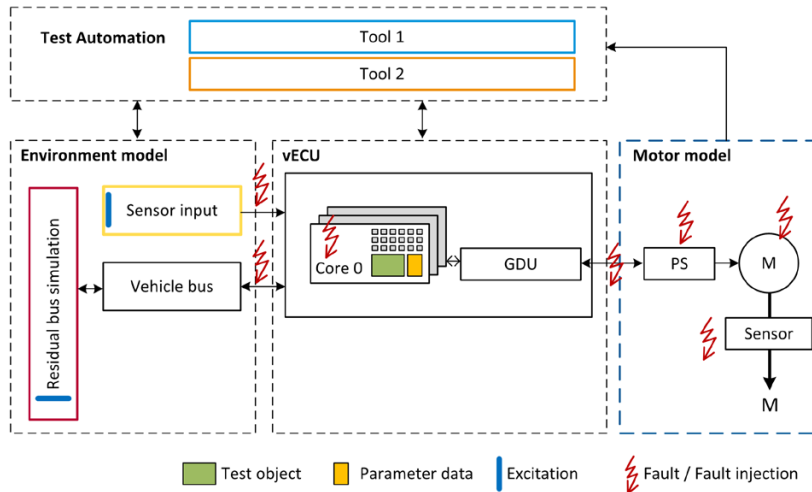 Test Automation
Tool 1
Tool 2
Environment model
Sensor input
Vehicle bus
Residual bus simulation
vECU
Core 0
GDU
Motor model
PS
M
Sensor
M
Test object
Parameter data
Excitation
Fault / Fault injection